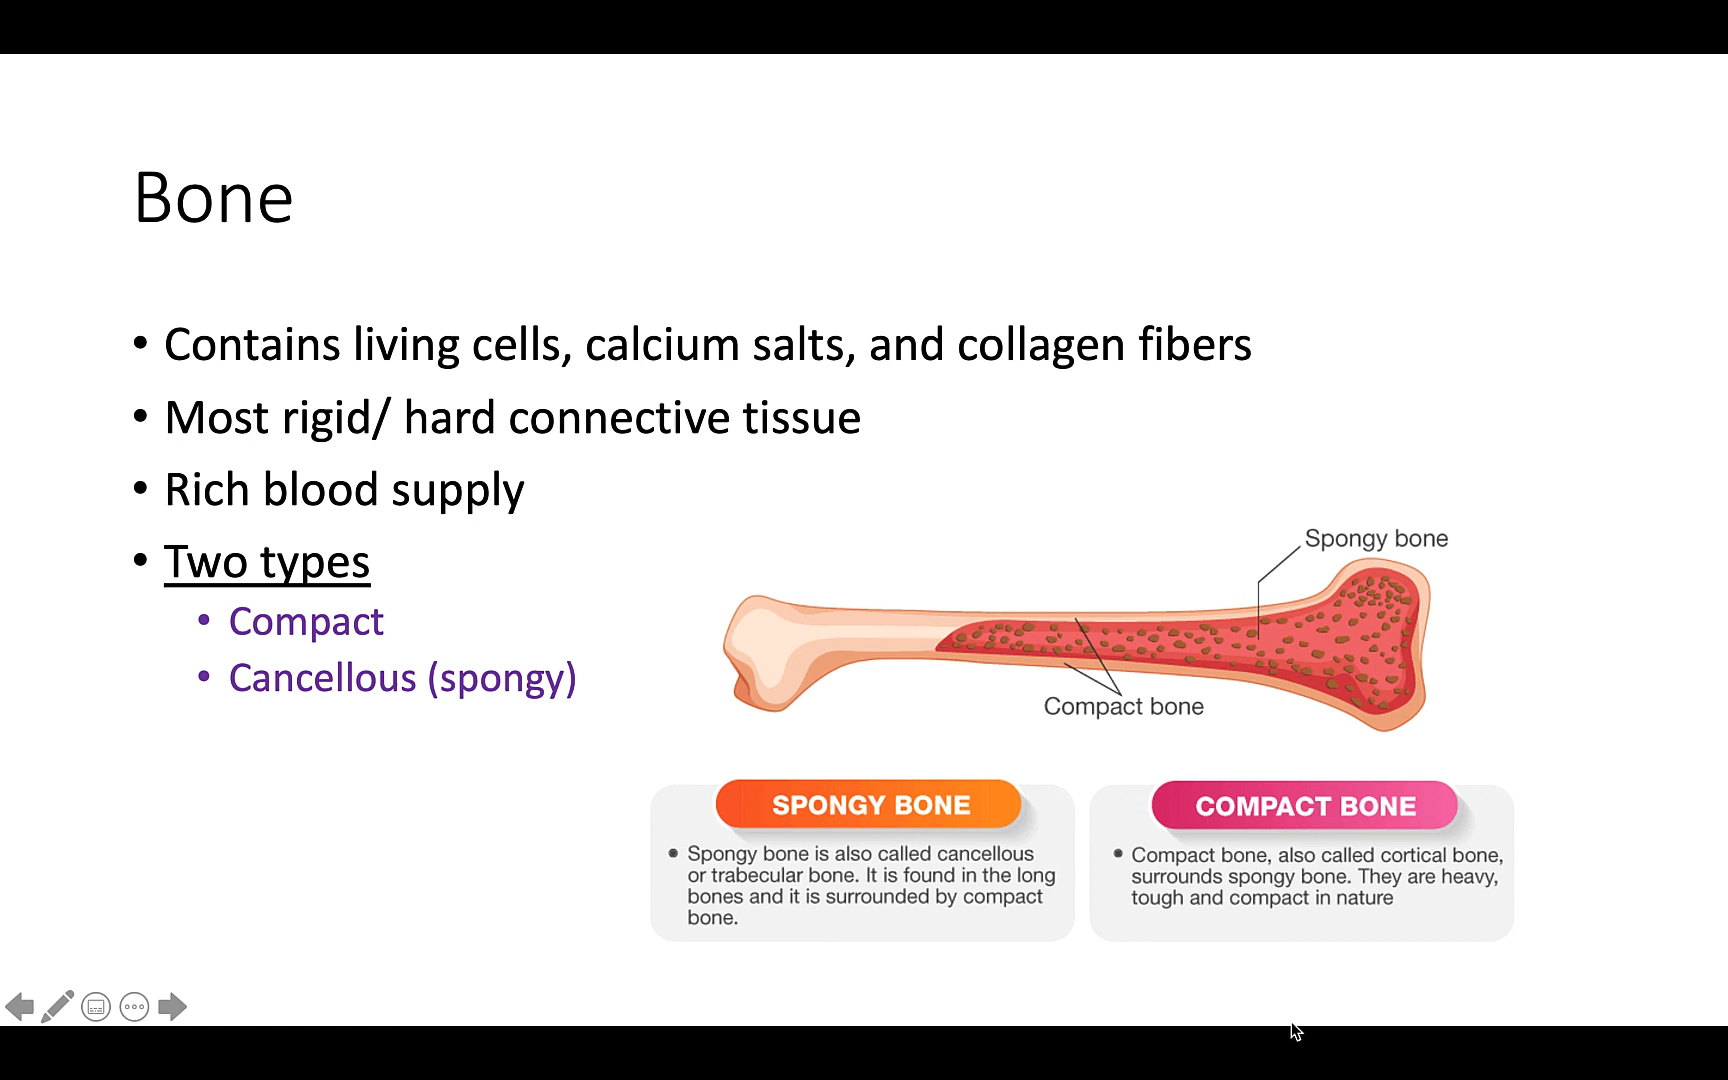 Bone
• Contains living cells, calcium salts, and collagen fibers
• Most rigid/ hard connective tissue
• Rich blood supply
• Two types
• Compact
• Cancellous (spongy)
Spongy bone
Compact bone
SPONGY BONE
• Spongy bone is also called cancellous
or trabecular bone. It is found in the long
bones and it is surrounded by compact
bone.
COMPACT BONE
• Compact bone, also called cortical bone,
surrounds spongy bone. They are heavy,
tough and compact in nature